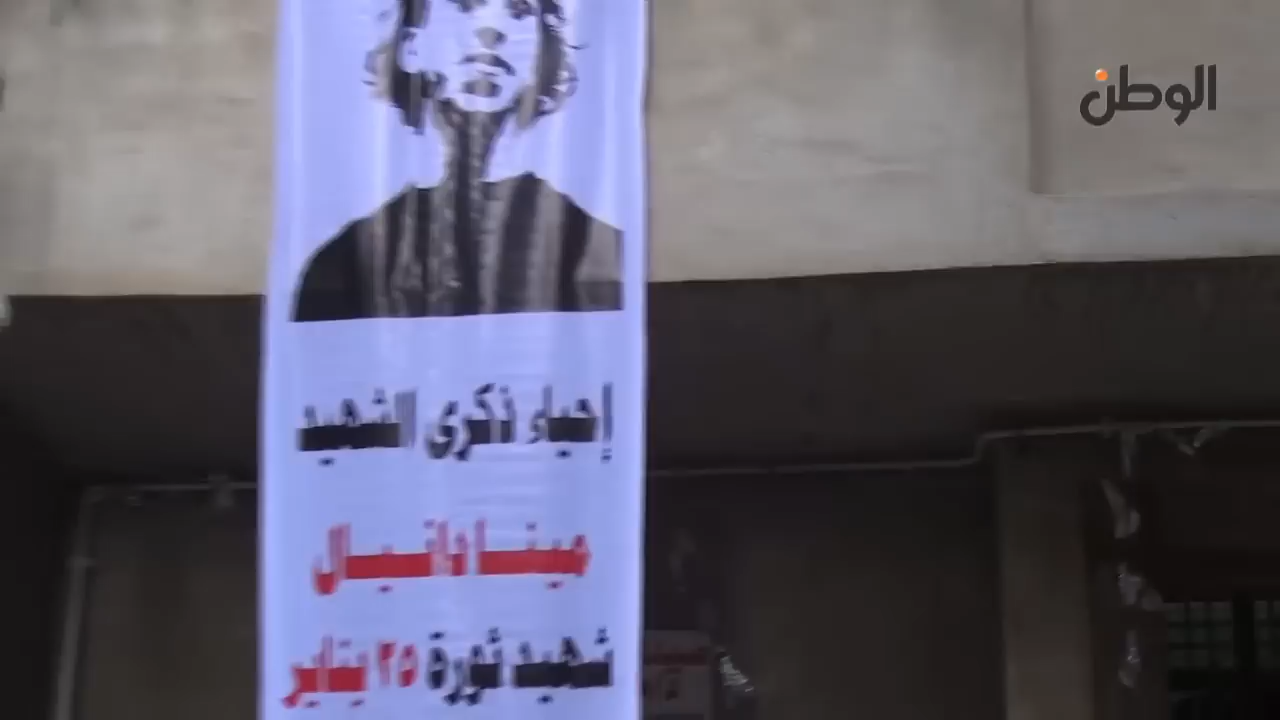 الوطن
إحياء ذكرى الشهيد
مينا دانيال
شهيد ثورة ٢٥ يناير